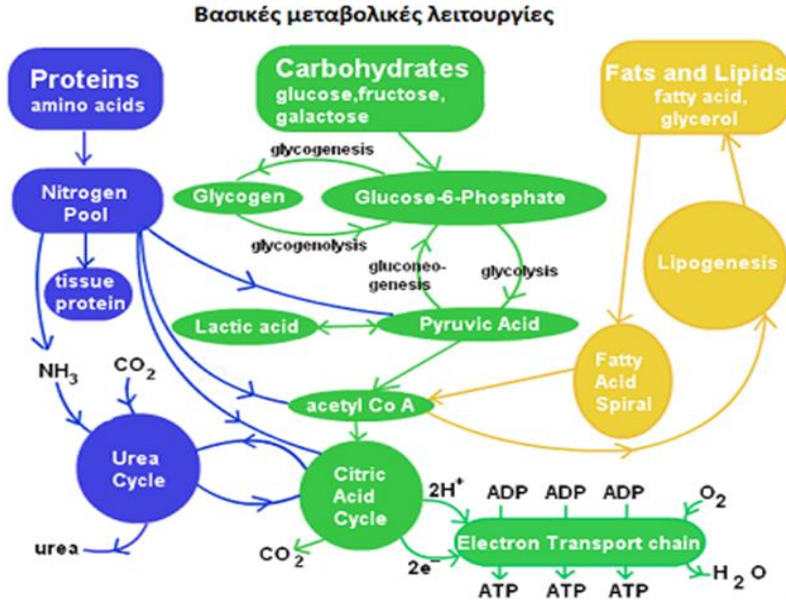 Βασικές μεταβολικές λειτουργίες
Proteins
amino acids
Carbohydrates
glucose,fructose,
galactose
Fats and Lipids
fatty acid,
glycerol
glycogenesis
Nitrogen
Pool
Glycogen
Glucose-6-Phosphate
glycogenolysis
gluconeo-
genesis
glycolysis
Lipogenesis
tissue
protein
Lactic acid
Pyruvic Acid
NH3
CO2
Fatty
Acid
Spiral
acetyl Co A
Urea
Cycle
Citric
Acid
Cycle
2H+
ADP
ADP
ADP
O2
urea
CO2
2e−
Electron Transport chain
H2O
ATP
ATP
ATP